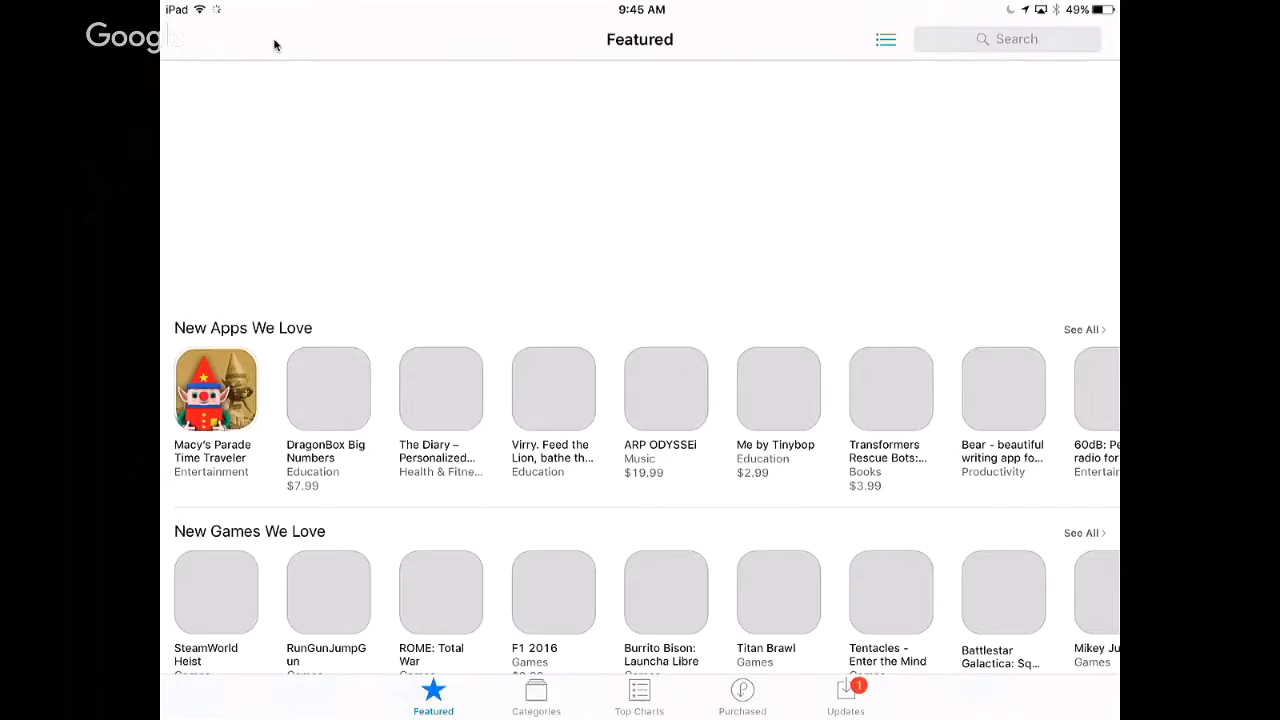 iPad 9:45 AM 49%
Google
Featured
Search
New Apps We Love See All >
Macy's Parade Time Traveler
Entertainment
DragonBox Big Numbers
Education
$7.99
The Diary – Personalized...
Health & Fitne...
Virry. Feed the Lion, bathe th...
Education
ARP ODYSSEi
Music
$19.99
Me by Tinybop
Education
$2.99
Transformers Rescue Bots:...
Books
$3.99
Bear - beautiful writing app fo...
Productivity
60dB: Pe
radio for
Entertain
New Games We Love See All >
SteamWorld Heist
RunGunJumpG un
ROME: Total War
F1 2016
Games
Burrito Bison: Launcha Libre
Titan Brawl
Games
Tentacles - Enter the Mind
Battlestar Galactica: Sq...
Mikey Ju
Games
Featured
Categories
Top Charts
Purchased
1
Updates